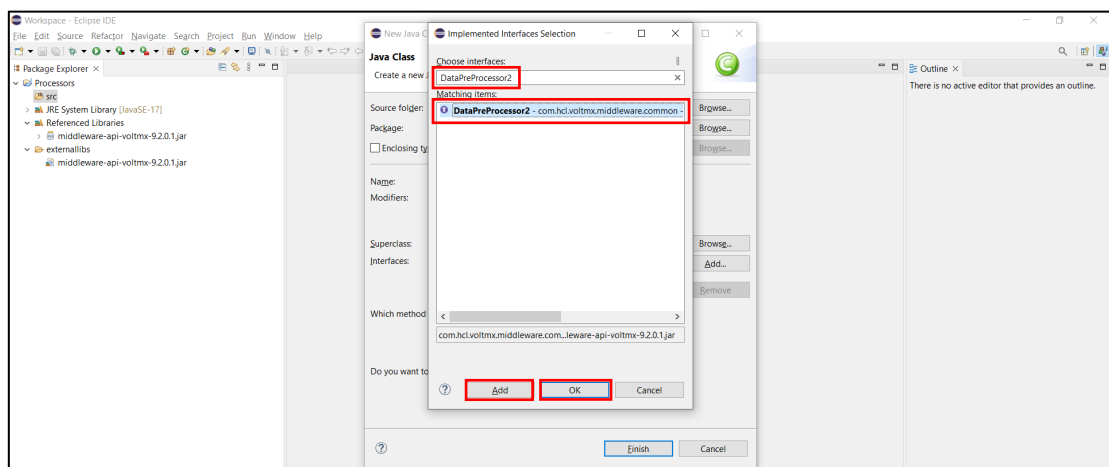 Workspace - Eclipse IDE
File Edit Source Refactor Navigate Search Project Run Window Help
Package Explorer
Processors
src
JRE System Library [JavaSE-17]
Referenced Libraries
middleware-api-voltmx-9.2.0.1.jar
externallibs
middleware-api-voltmx-9.2.0.1.jar
New Java C
Java Class
Create a new J
Source folder:
Browse...
Package:
Browse...
Enclosing ty
Browse...
Name:
Modifiers:
Superclass:
Browse...
Interfaces:
Add...
Remove
Which method
Do you want to
Finish
Cancel
Implemented Interfaces Selection
Choose interfaces:
DataPreProcessor2
Matching items:
DataPreProcessor2 - com.hcl.voltmx.middleware.common -
com.hcl.voltmx.middleware.com...leware-api-voltmx-9.2.0.1.jar
Add
OK
Cancel
Outline
There is no active editor that provides an outline.